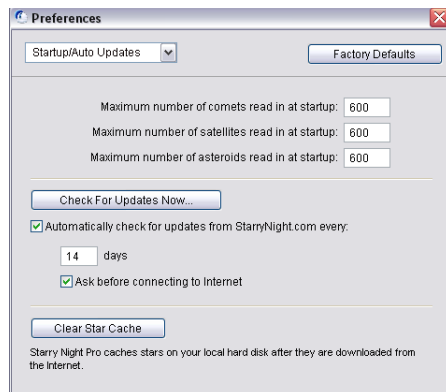 Preferences
Startup/Auto Updates
Factory Defaults
Maximum number of comets read in at startup: 600
Maximum number of satellites read in at startup: 600
Maximum number of asteroids read in at startup: 600
Check For Updates Now...
Automatically check for updates from StarryNight.com every:
14 days
Ask before connecting to Internet
Clear Star Cache
Starry Night Pro caches stars on your local hard disk after they are downloaded from
the Internet.